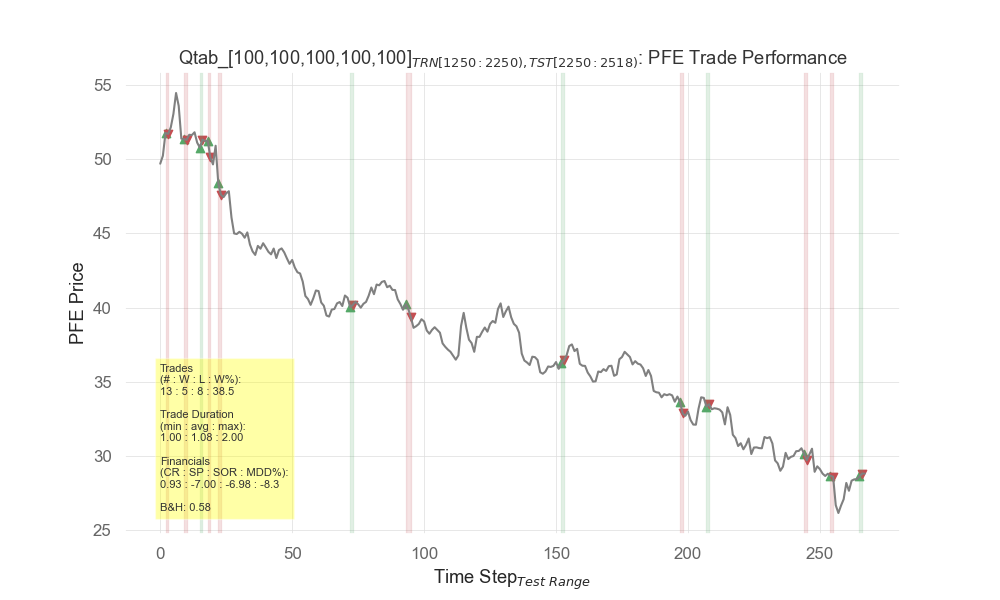 Qtab_[100,100,100,100,100]TRN[1250:2250),TST[2250:2518): PFE Trade Performance
55
50
45
40
35
30
25
PFE Price
Trades
(# : W : L : W%):
13 : 5 : 8 : 38.5
Trade Duration
(min : avg : max):
1.00 : 1.08 : 2.00
Financials
(CR : SP : SOR : MDD%):
0.93 : -7.00 : -6.98 : -8.3
B&H: 0.58
0 50 100 150 200 250
Time StepTest Range